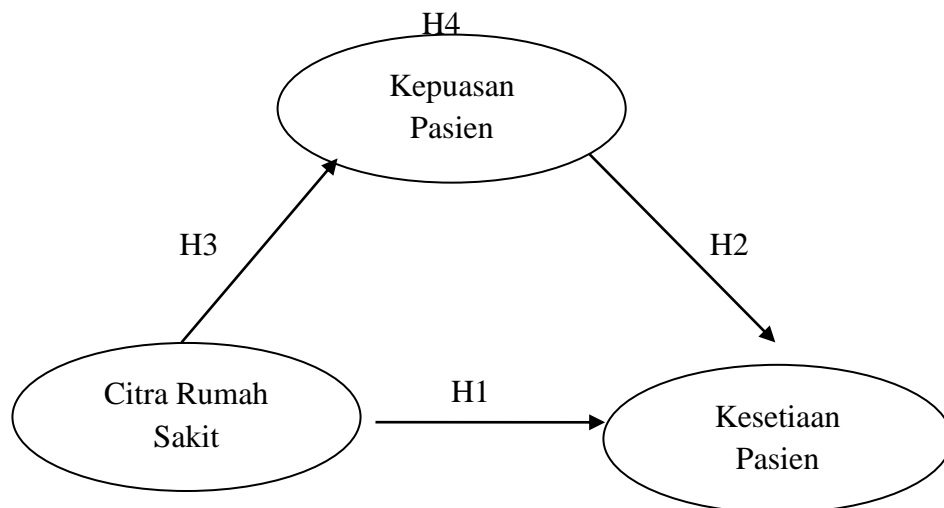 H4
Kepuasan
Pasien
H3
H2
Citra Rumah
Sakit
H1
Kesetiaan
Pasien